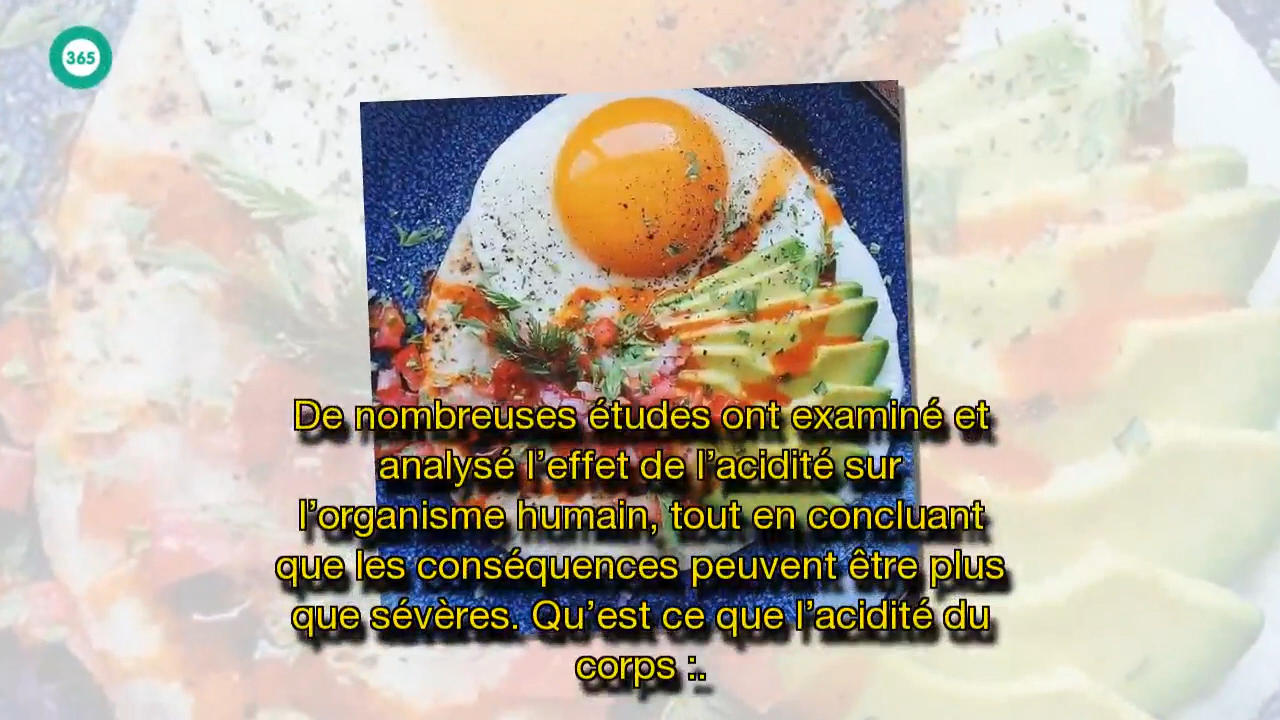 365
De nombreuses études ont examiné et
analysé l’effet de l’acidité sur
l’organisme humain, tout en concluant
que les conséquences peuvent être plus
que sévères. Qu’est ce que l’acidité du
corps :.